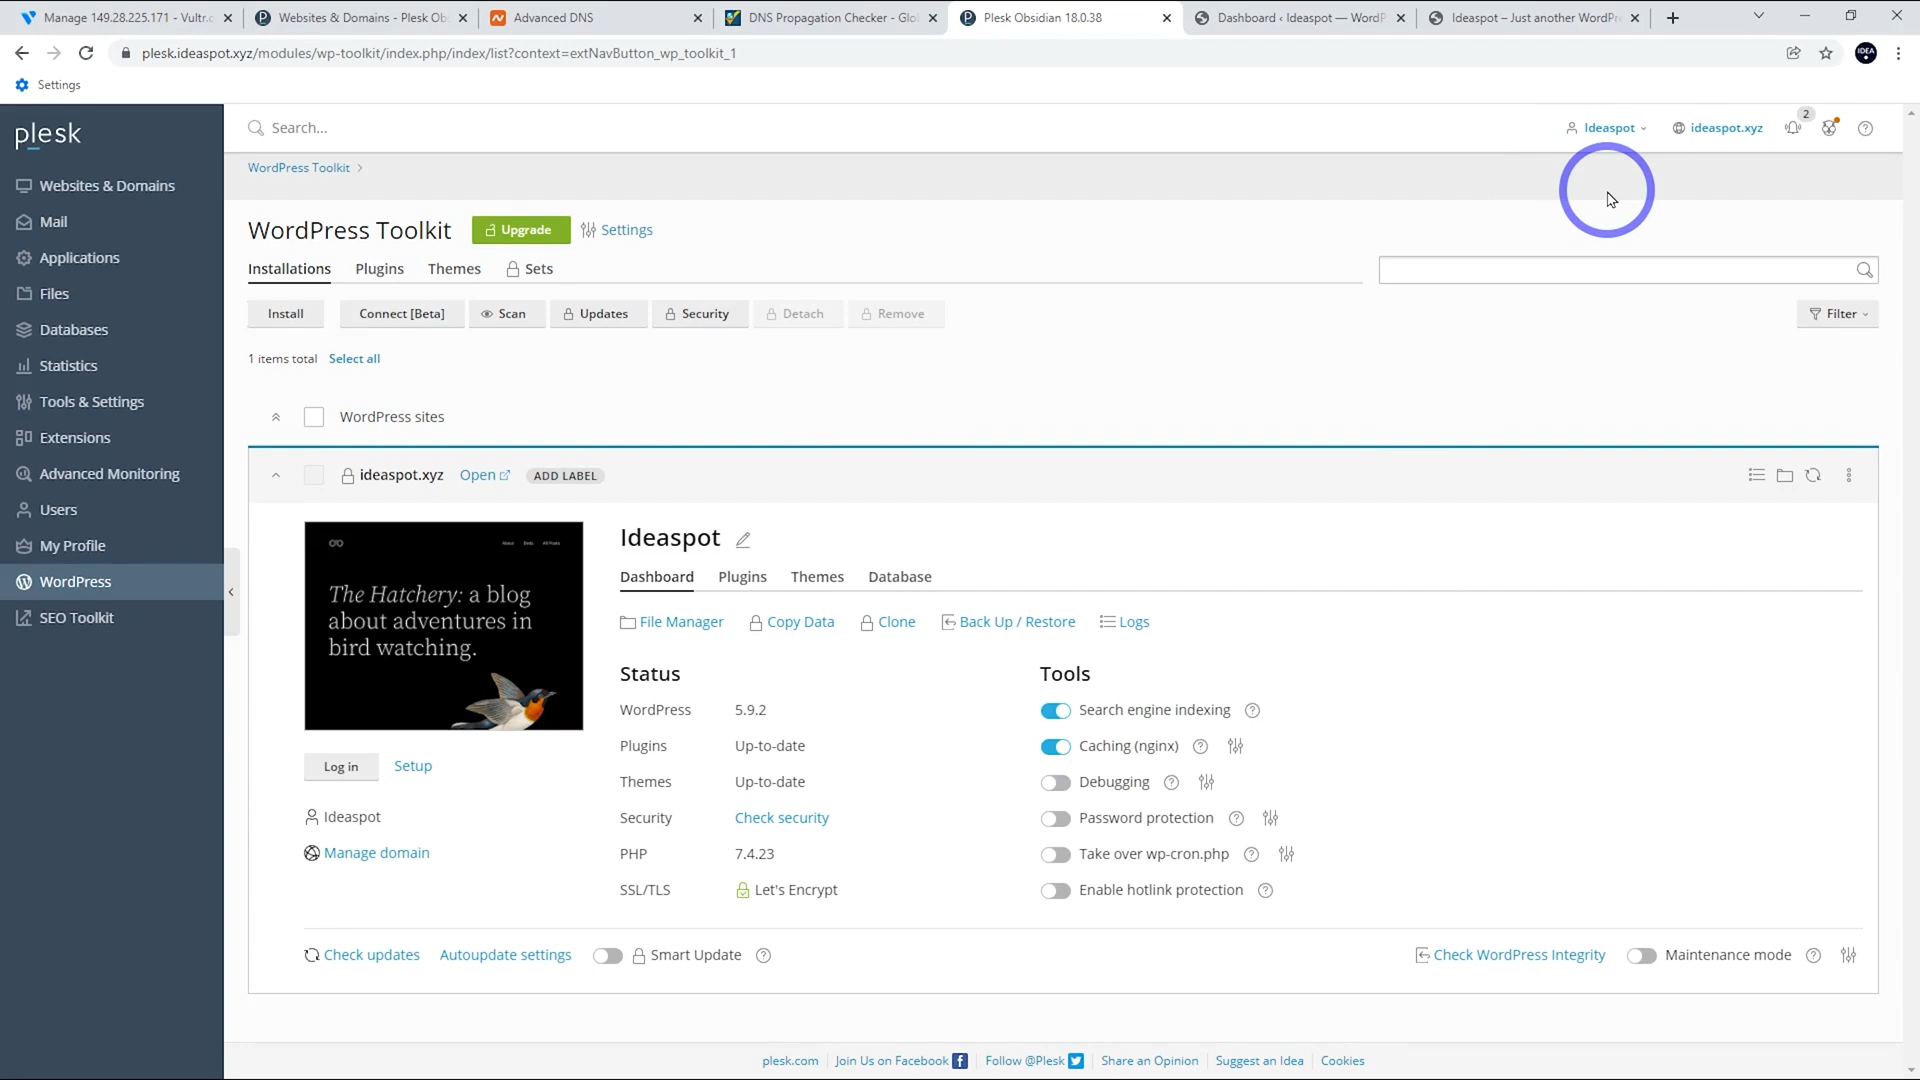 Manage 149.28.225.171 - Vultr.c
Websites & Domains - Plesk Obs
Advanced DNS
DNS Propagation Checker - Glo
Plesk Obsidian 18.0.38
Dashboard ‹ Ideaspot — WordP
Ideaspot – Just another WordPr
plesk.ideaspot.xyz/modules/wp-toolkit/index.php/index/list?context=extNavButton_wp_toolkit_1
IDEA
Settings
plesk
Search...
Ideaspot
ideaspot.xyz
2
Websites & Domains
Mail
Applications
Files
Databases
Statistics
Tools & Settings
Extensions
Advanced Monitoring
Users
My Profile
WordPress
SEO Toolkit
WordPress Toolkit
WordPress Toolkit
Upgrade
Settings
Installations Plugins Themes Sets
Install Connect [Beta] Scan Updates Security Detach Remove
Filter
1 items total Select all
WordPress sites
ideaspot.xyz Open ADD LABEL
About Books All Posts
The Hatchery: a blog
about adventures in
bird watching.
Log in Setup
Ideaspot
Manage domain
Ideaspot
Dashboard Plugins Themes Database
File Manager Copy Data Clone Back Up / Restore Logs
Status
WordPress 5.9.2
Plugins Up-to-date
Themes Up-to-date
Security Check security
PHP 7.4.23
SSL/TLS Let's Encrypt
Tools
Search engine indexing
Caching (nginx)
Debugging
Password protection
Take over wp-cron.php
Enable hotlink protection
Check updates Autoupdate settings Smart Update
Check WordPress Integrity Maintenance mode
plesk.com Join Us on Facebook Follow @Plesk Share an Opinion Suggest an Idea Cookies